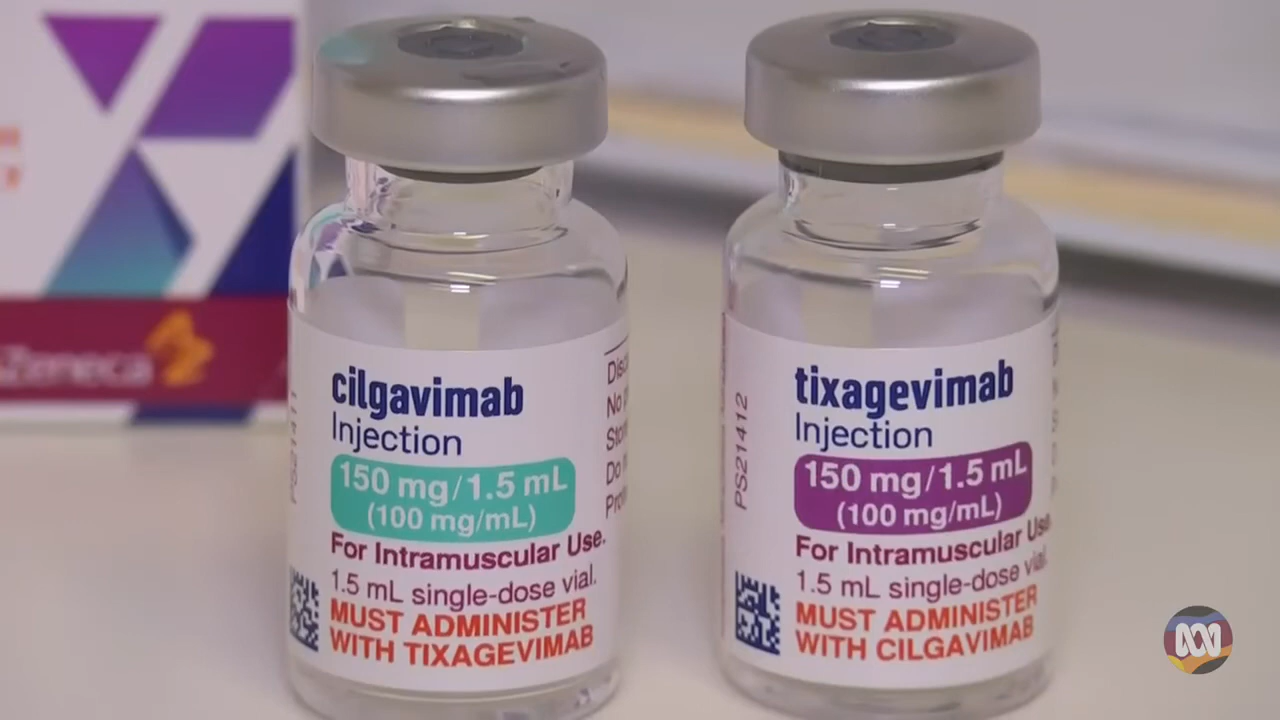 Zeneca
cilgavimab
Injection
150 mg/1.5 mL
(100 mg/mL)
For Intramuscular Use.
1.5 mL single-dose vial.
MUST ADMINISTER
WITH TIXAGEVIMAB
No
tixagevimab
Injection
150 mg/1.5 mL
(100 mg/mL)
For Intramuscular Use.
1.5 mL single-dose vial.
MUST ADMINISTER
WITH CILGAVIMAB
PS21412